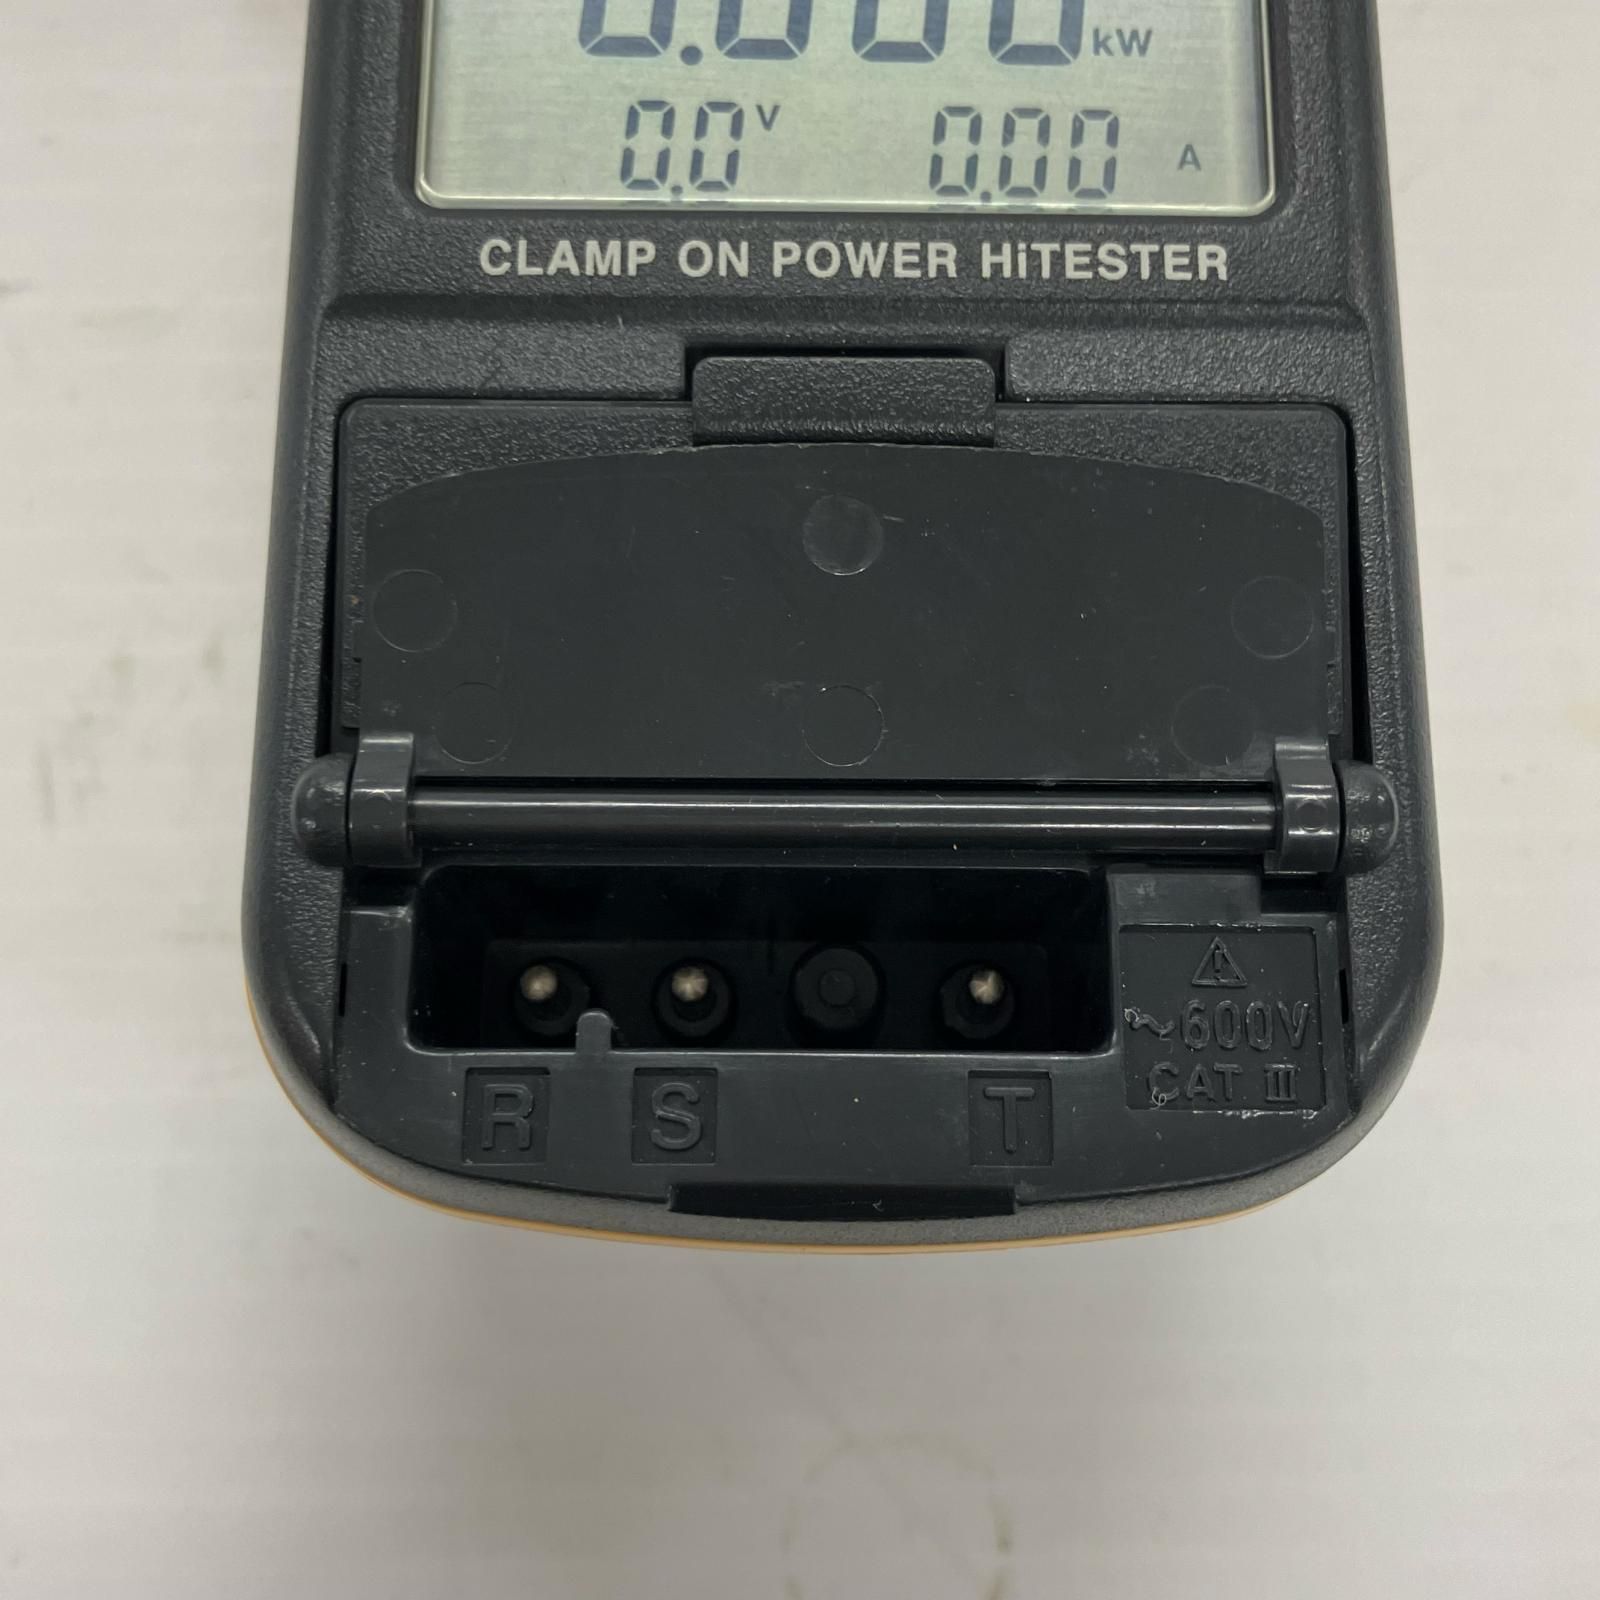 0.000 kW
0.0 V 0.00 A
CLAMP ON POWER HiTESTER
⚠
~600V
CAT III
R S T